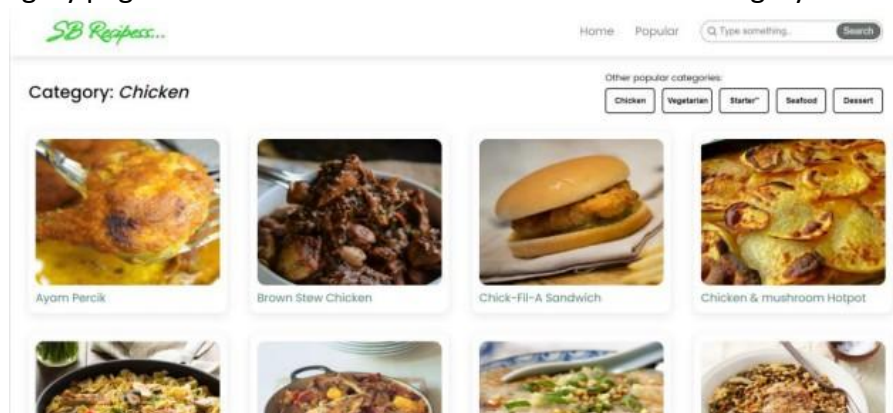 SB Recipess...
Home Popular Type something.. Search
Category: Chicken
Other popular categories:
Chicken Vegetarian Starter" Seafood Dessert
Ayam Percik
Brown Stew Chicken
Chick-Fil-A Sandwich
Chicken & mushroom Hotpot